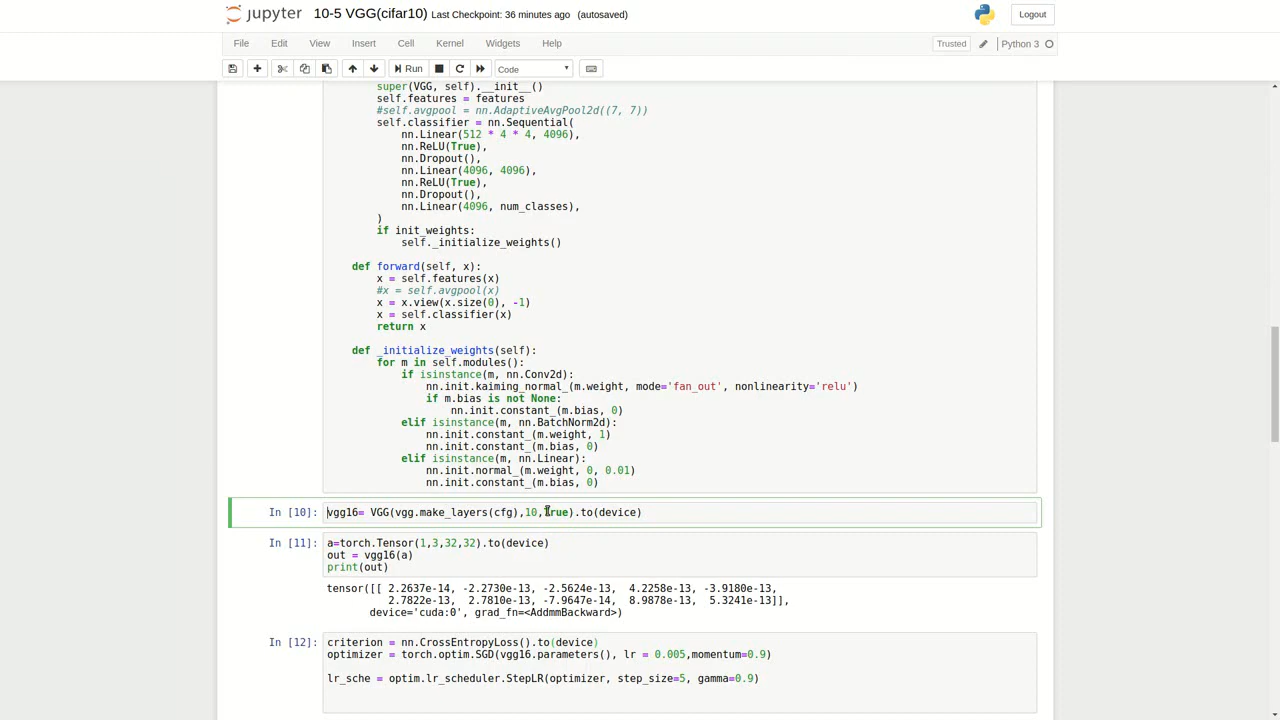 jupyter 10-5 VGG(cifar10) Last Checkpoint: 36 minutes ago (autosaved) Logout
File Edit View Insert Cell Kernel Widgets Help Trusted Python 3
Run Code
super(VGG, self).__init__()
self.features = features
#self.avgpool = nn.AdaptiveAvgPool2d((7, 7))
self.classifier = nn.Sequential(
nn.Linear(512 * 4 * 4, 4096),
nn.ReLU(True),
nn.Dropout(),
nn.Linear(4096, 4096),
nn.ReLU(True),
nn.Dropout(),
nn.Linear(4096, num_classes),
)
if init_weights:
self._initialize_weights()
def forward(self, x):
x = self.features(x)
#x = self.avgpool(x)
x = x.view(x.size(0), -1)
x = self.classifier(x)
return x
def _initialize_weights(self):
for m in self.modules():
if isinstance(m, nn.Conv2d):
nn.init.kaiming_normal_(m.weight, mode='fan_out', nonlinearity='relu')
if m.bias is not None:
nn.init.constant_(m.bias, 0)
elif isinstance(m, nn.BatchNorm2d):
nn.init.constant_(m.weight, 1)
nn.init.constant_(m.bias, 0)
elif isinstance(m, nn.Linear):
nn.init.normal_(m.weight, 0, 0.01)
nn.init.constant_(m.bias, 0)
In [10]: vgg16= VGG(vgg.make_layers(cfg),10,True).to(device)
In [11]: a=torch.Tensor(1,3,32,32).to(device)
out = vgg16(a)
print(out)
tensor([[ 2.2637e-14, -2.2730e-13, -2.5624e-13, 4.2258e-13, -3.9180e-13,
2.7822e-13, 2.7810e-13, -7.9647e-14, 8.9878e-13, 5.3241e-13]],
device='cuda:0', grad_fn=<AddmmBackward>)
In [12]: criterion = nn.CrossEntropyLoss().to(device)
optimizer = torch.optim.SGD(vgg16.parameters(), lr = 0.005,momentum=0.9)
lr_sche = optim.lr_scheduler.StepLR(optimizer, step_size=5, gamma=0.9)